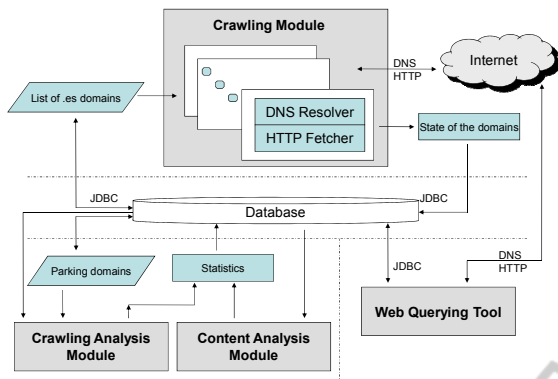 Crawling Module
DNS
HTTP
Internet
List of .es domains
DNS Resolver
HTTP Fetcher
State of the domains
JDBC
JDBC
Database
Parking domains
Statistics
JDBC
DNS
HTTP
Crawling Analysis
Module
Content Analysis
Module
Web Querying Tool